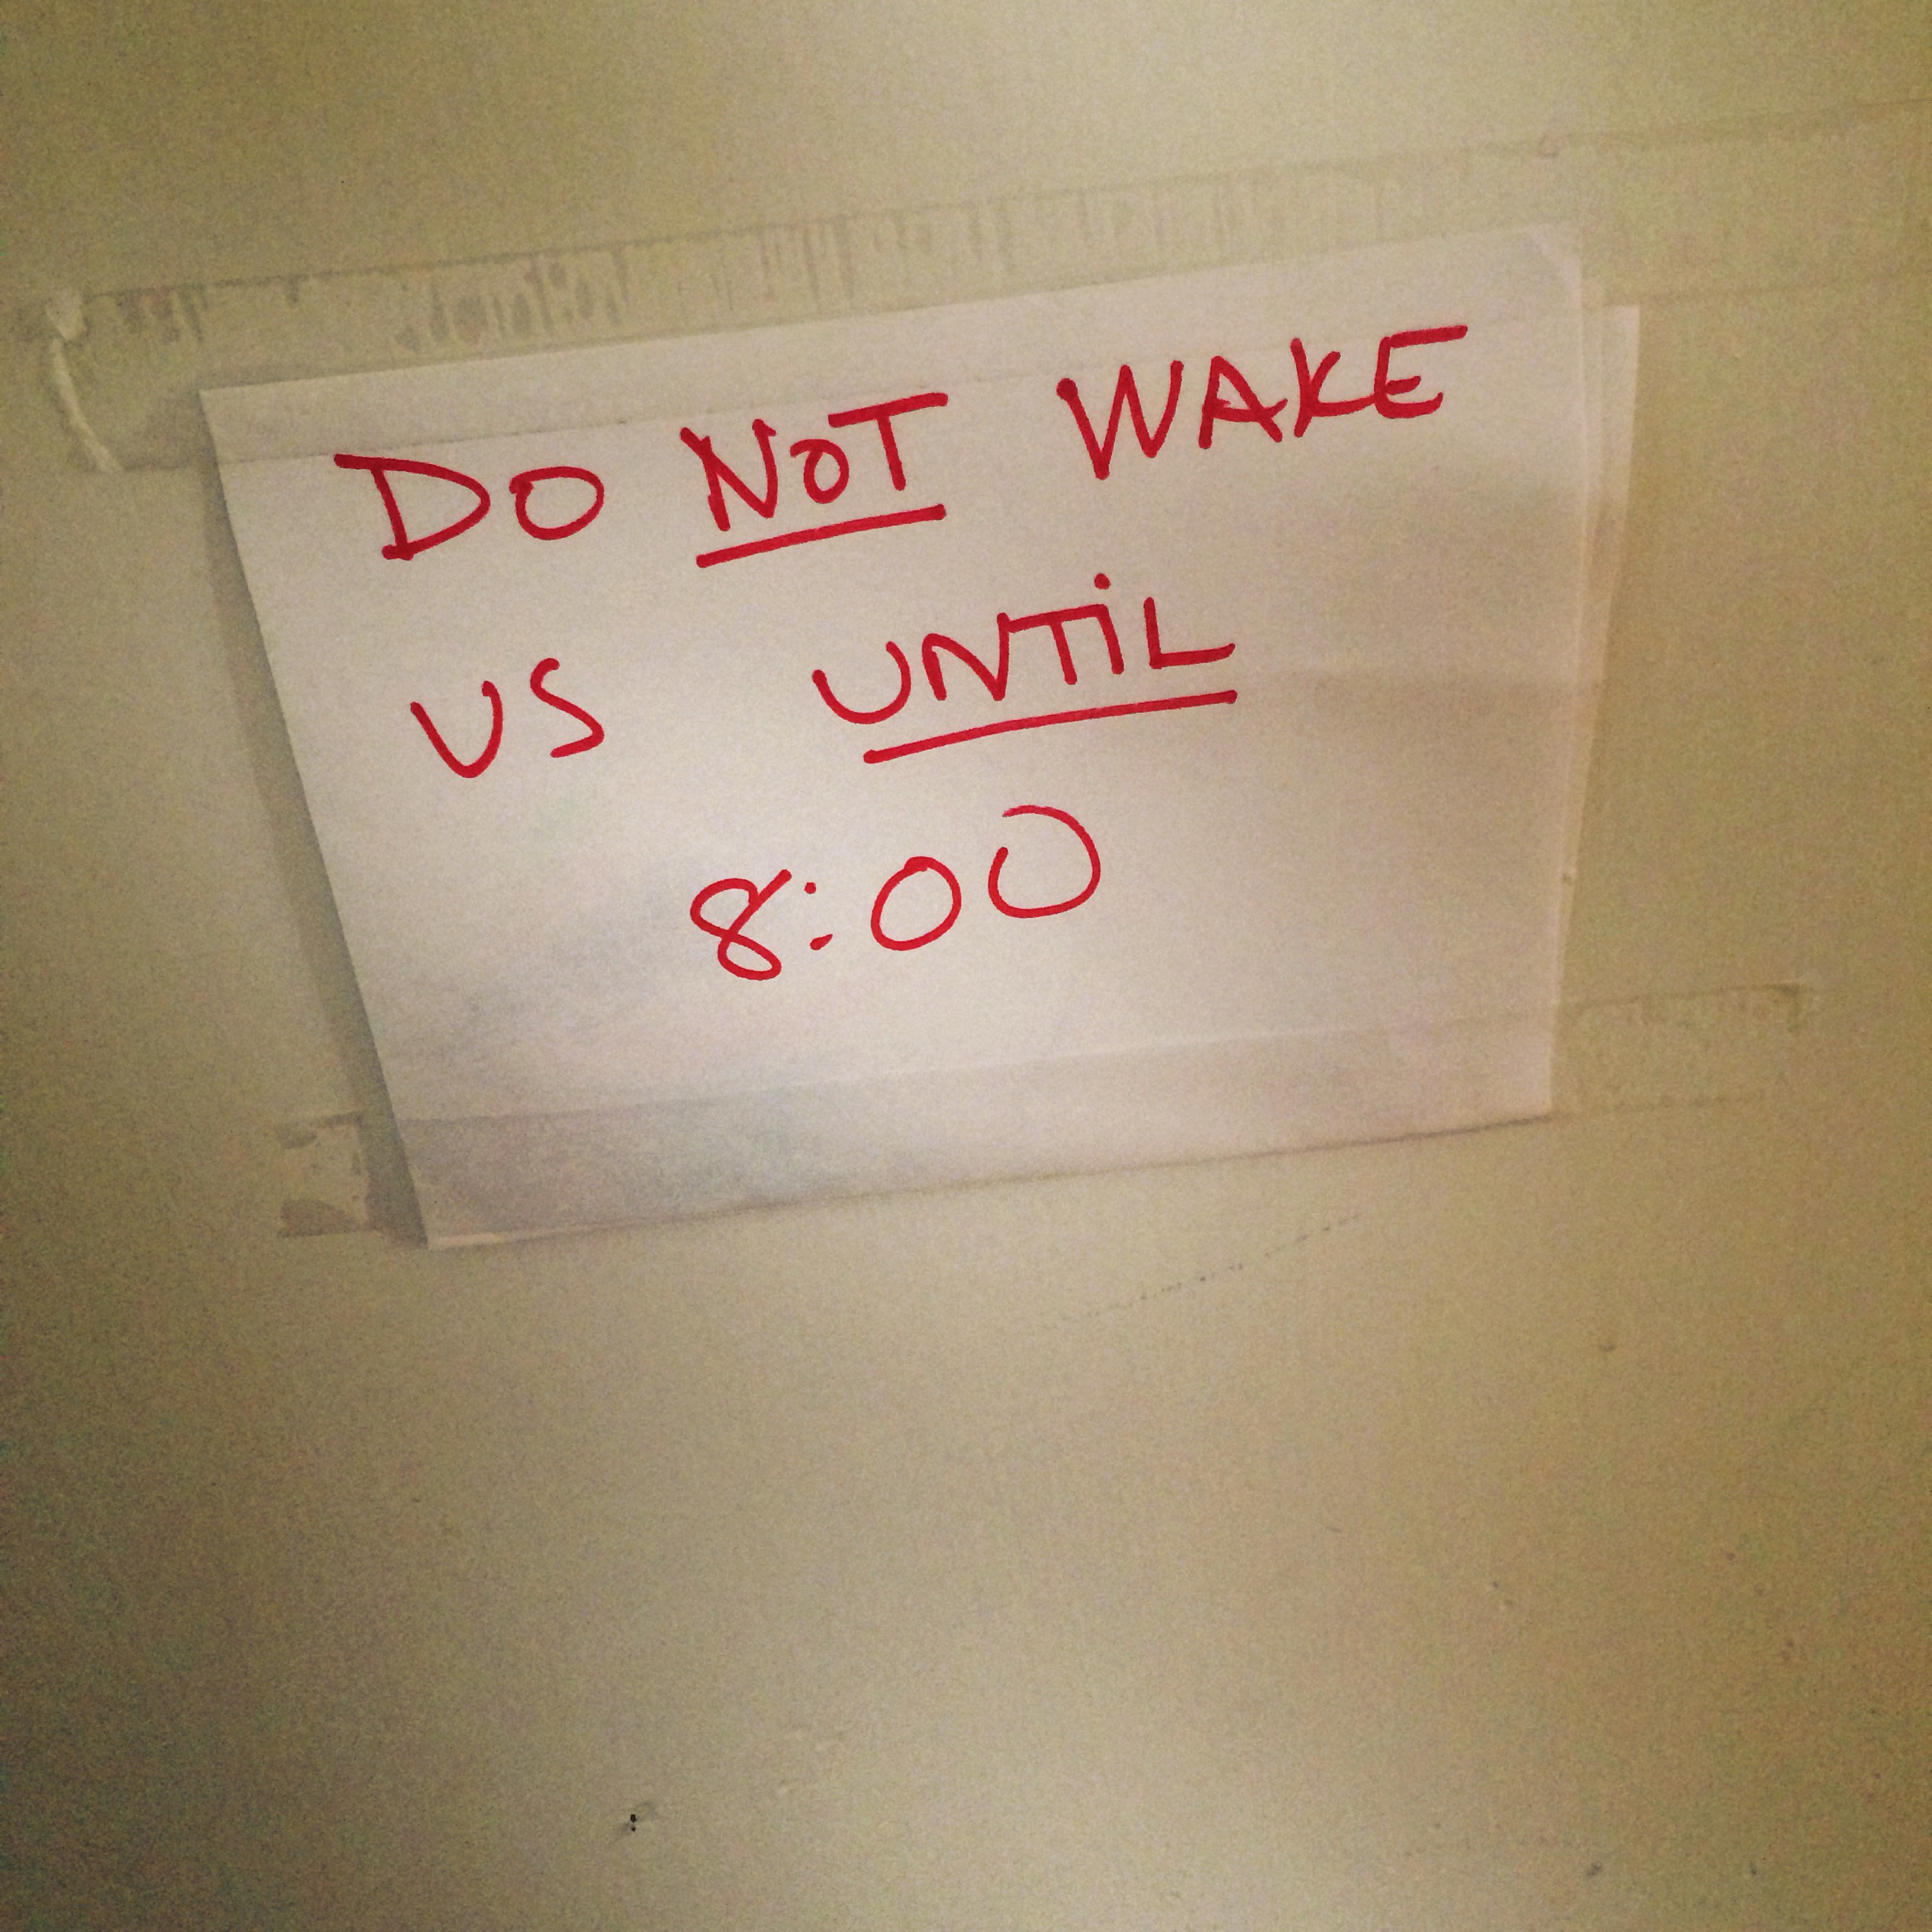 DO NOT WAKE
US UNTIL
8:00